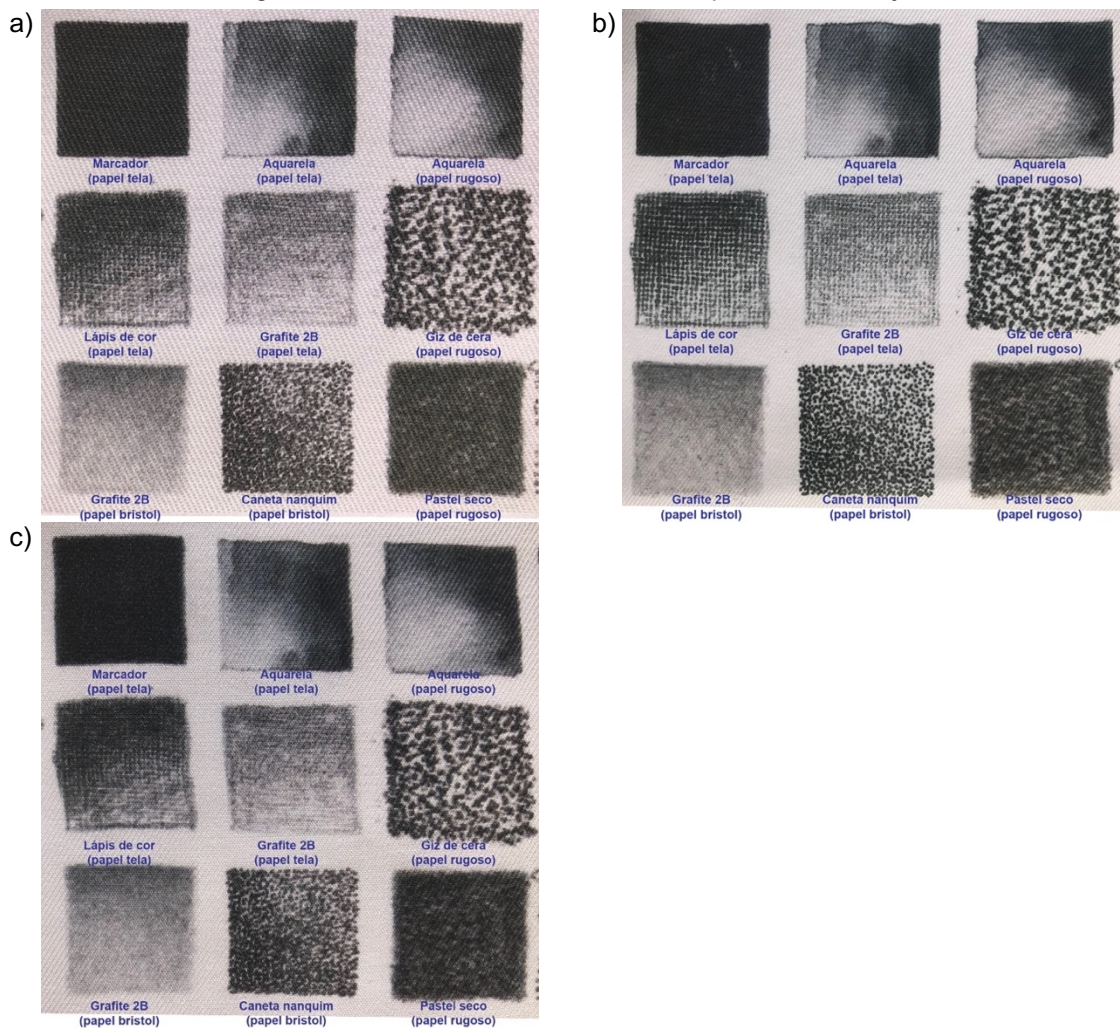 a)
b)
Marcador
(papel tela)
Aquarela
(papel tela)
Aquarela
(papel rugoso)
Lápis de cor
(papel tela)
Grafite 2B
(papel tela)
Giz de cera
(papel rugoso)
Grafite 2B
(papel bristol)
Caneta nanquim
(papel bristol)
Pastel seco
(papel rugoso)
Marcador
(papel tela)
Aquarela
(papel tela)
Aquarela
(papel rugoso)
Lápis de cor
(papel tela)
Grafite 2B
(papel tela)
Giz de cera
(papel rugoso)
Grafite 2B
(papel bristol)
Caneta nanquim
(papel bristol)
Pastel seco
(papel rugoso)
c)
Marcador
(papel tela)
Aquarela
(papel tela)
Aquarela
(papel rugoso)
Lápis de cor
(papel tela)
Grafite 2B
(papel tela)
Giz de cera
(papel rugoso)
Grafite 2B
(papel bristol)
Caneta nanquim
(papel bristol)
Pastel seco
(papel rugoso)